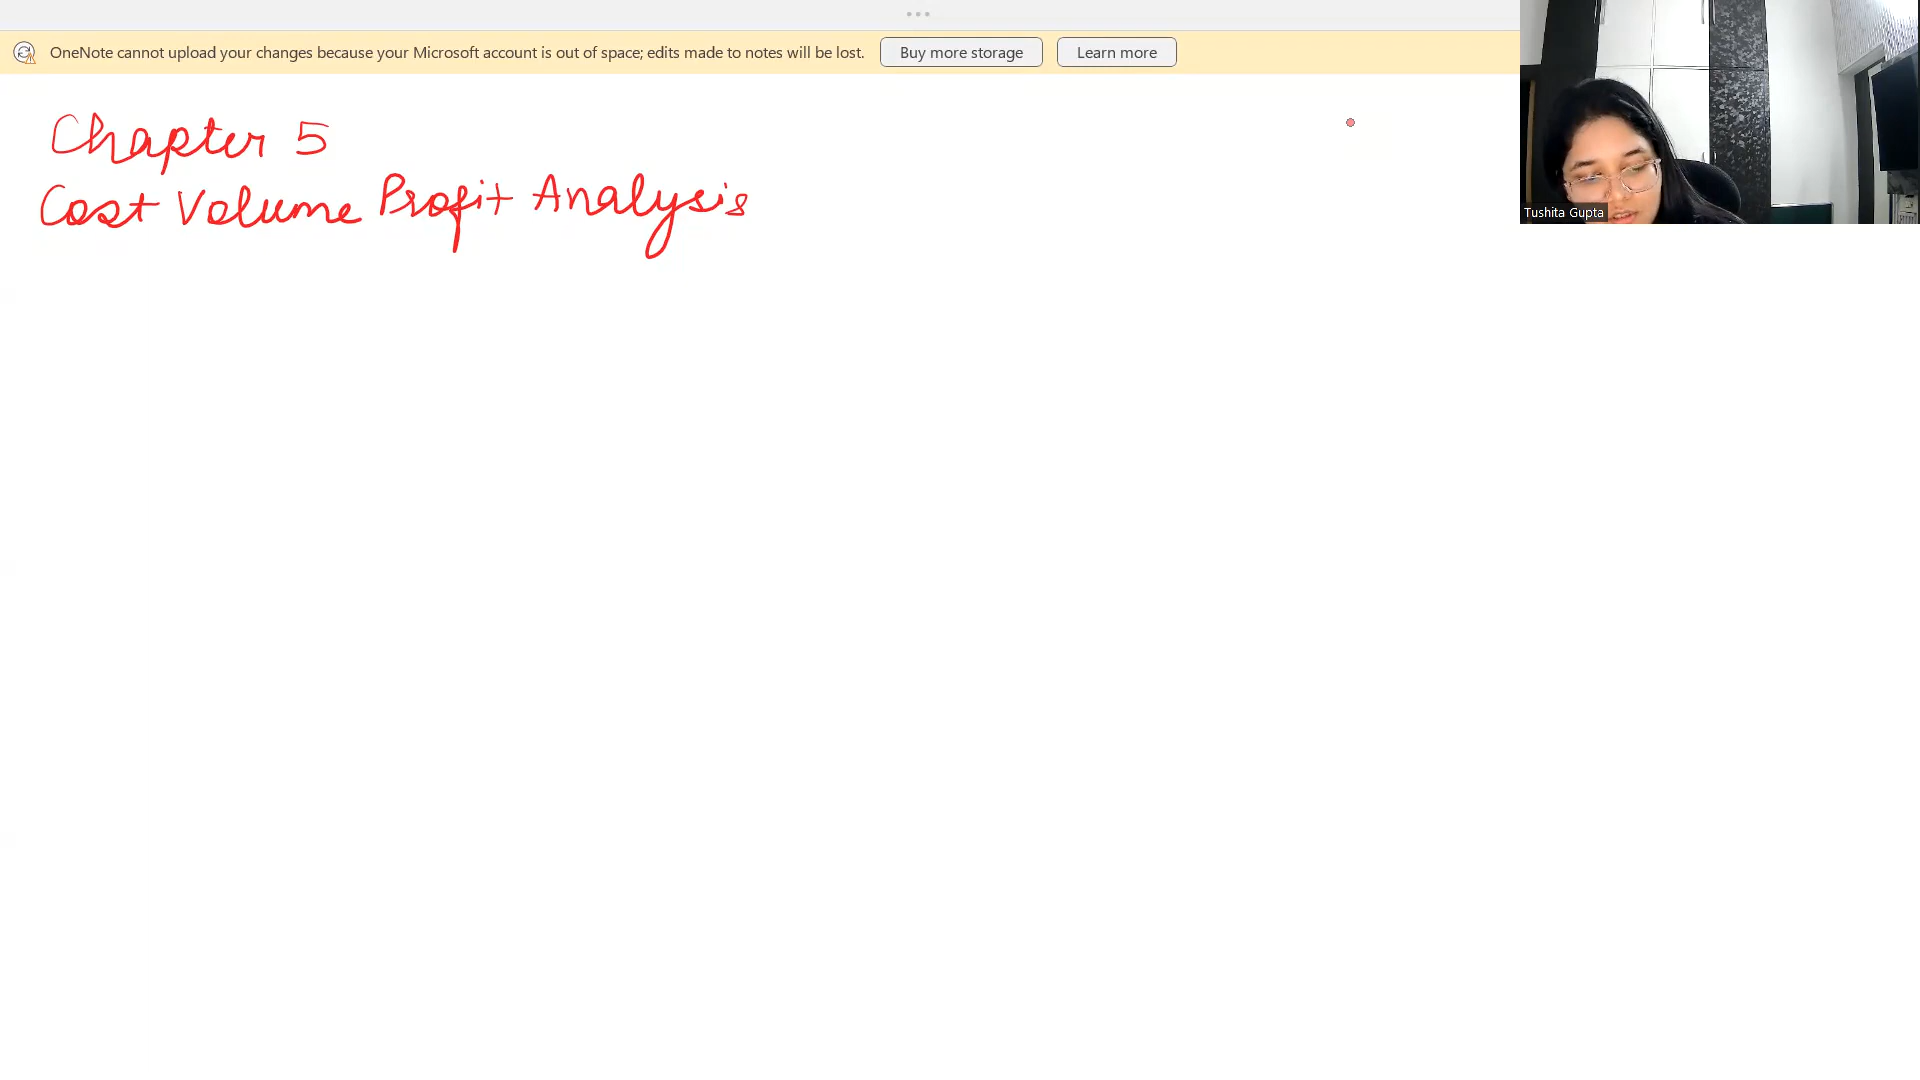 OneNote cannot upload your changes because your Microsoft account is out of space; edits made to notes will be lost. Buy more storage Learn more
Chapter 5
Cost Volume Profit Analysis
Tushita Gupta